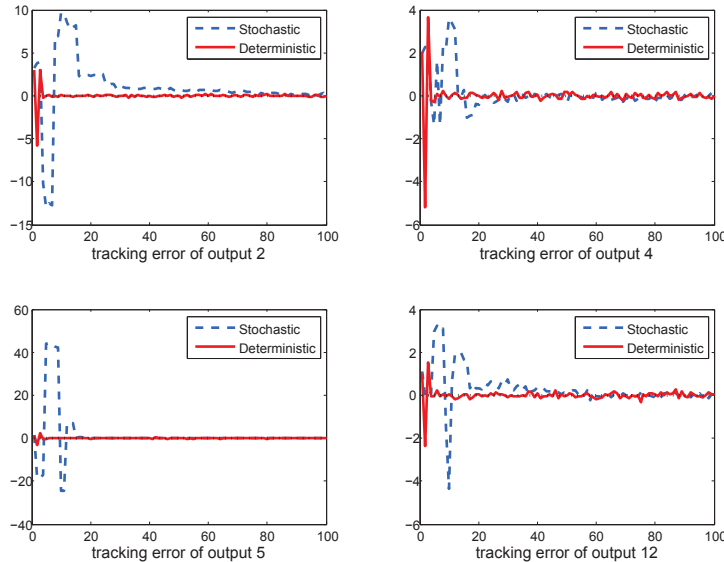 10
5
0
−5
−10
−15
0 20 40 60 80 100
Stochastic
Deterministic
tracking error of output 2
4
2
0
−2
−4
−6
0 20 40 60 80 100
Stochastic
Deterministic
tracking error of output 4
60
40
20
0
−20
−40
0 20 40 60 80 100
Stochastic
Deterministic
tracking error of output 5
4
2
0
−2
−4
−6
0 20 40 60 80 100
Stochastic
Deterministic
tracking error of output 12